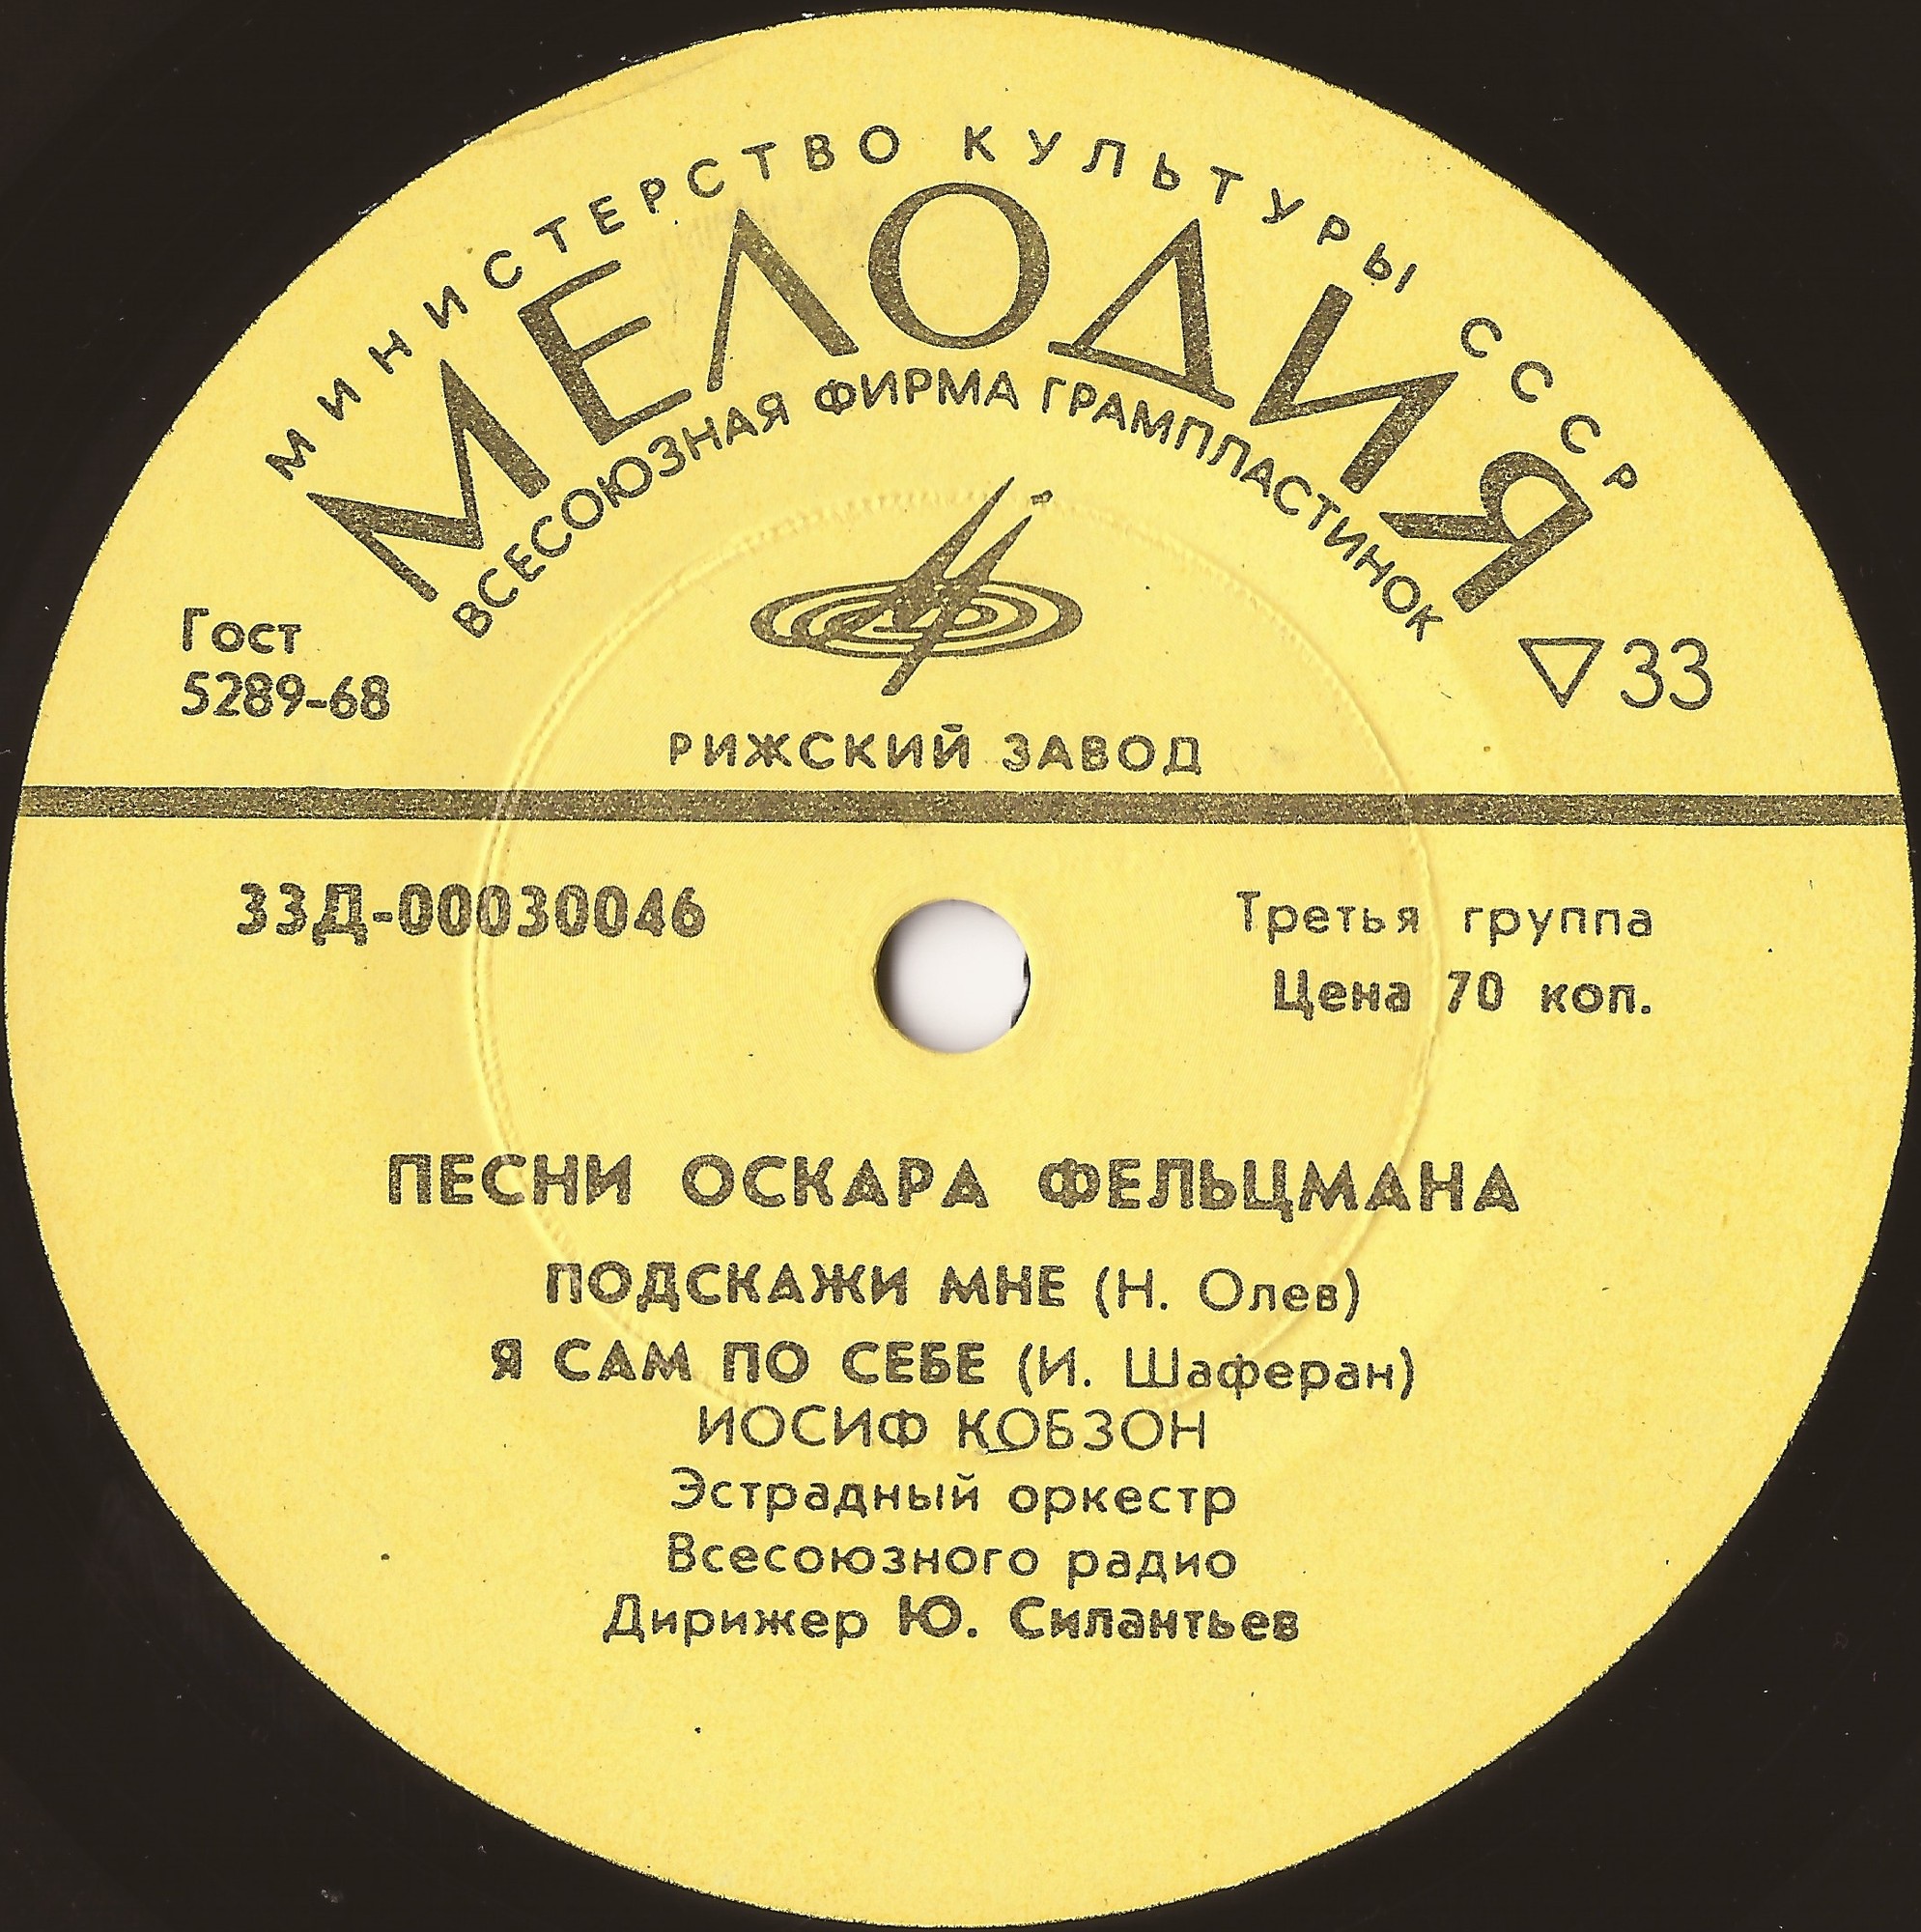 МИНИСТЕРСТВО КУЛЬТУРЫ СССР
МЕЛОДИЯ
ВСЕСОЮЗНАЯ ФИРМА ГРАМПЛАСТИНОК
Гост
5289-68
▽33
РИЖСКИЙ ЗАВОД
33Д-00030046
Третья группа
Цена 70 коп.
ПЕСНИ ОСКАРА ФЕЛЬЦМАНА
ПОДСКАЖИ МНЕ (Н. Олев)
Я САМ ПО СЕБЕ (И. Шаферан)
ИОСИФ КОБЗОН
Эстрадный оркестр
Всесоюзного радио
Дирижер Ю. Силантьев